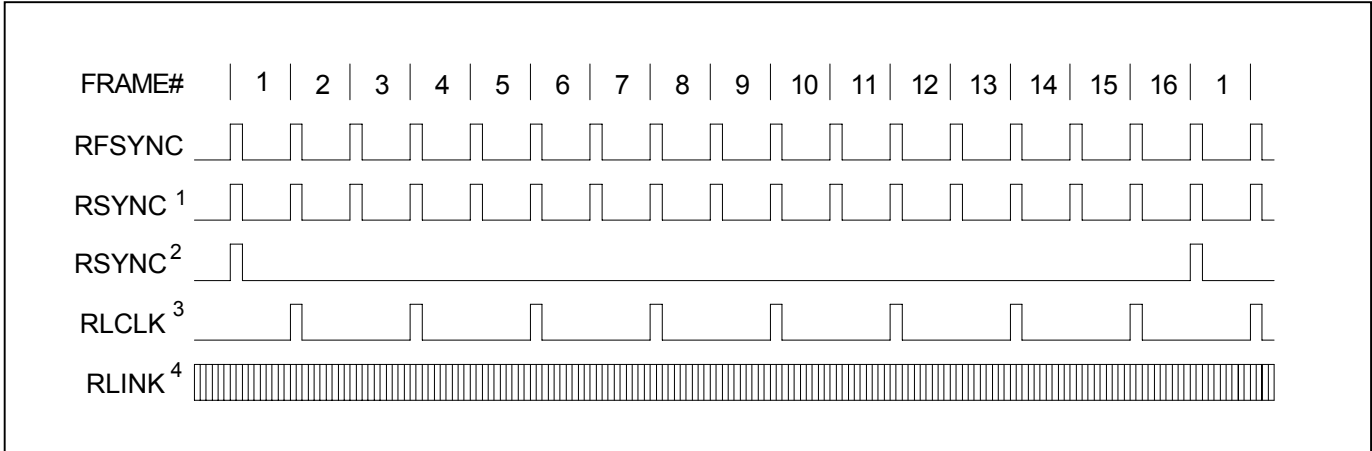 FRAME# 1 2 3 4 5 6 7 8 9 10 11 12 13 14 15 16 1
RFSYNC
RSYNC 1
RSYNC 2
RLCLK 3
RLINK 4